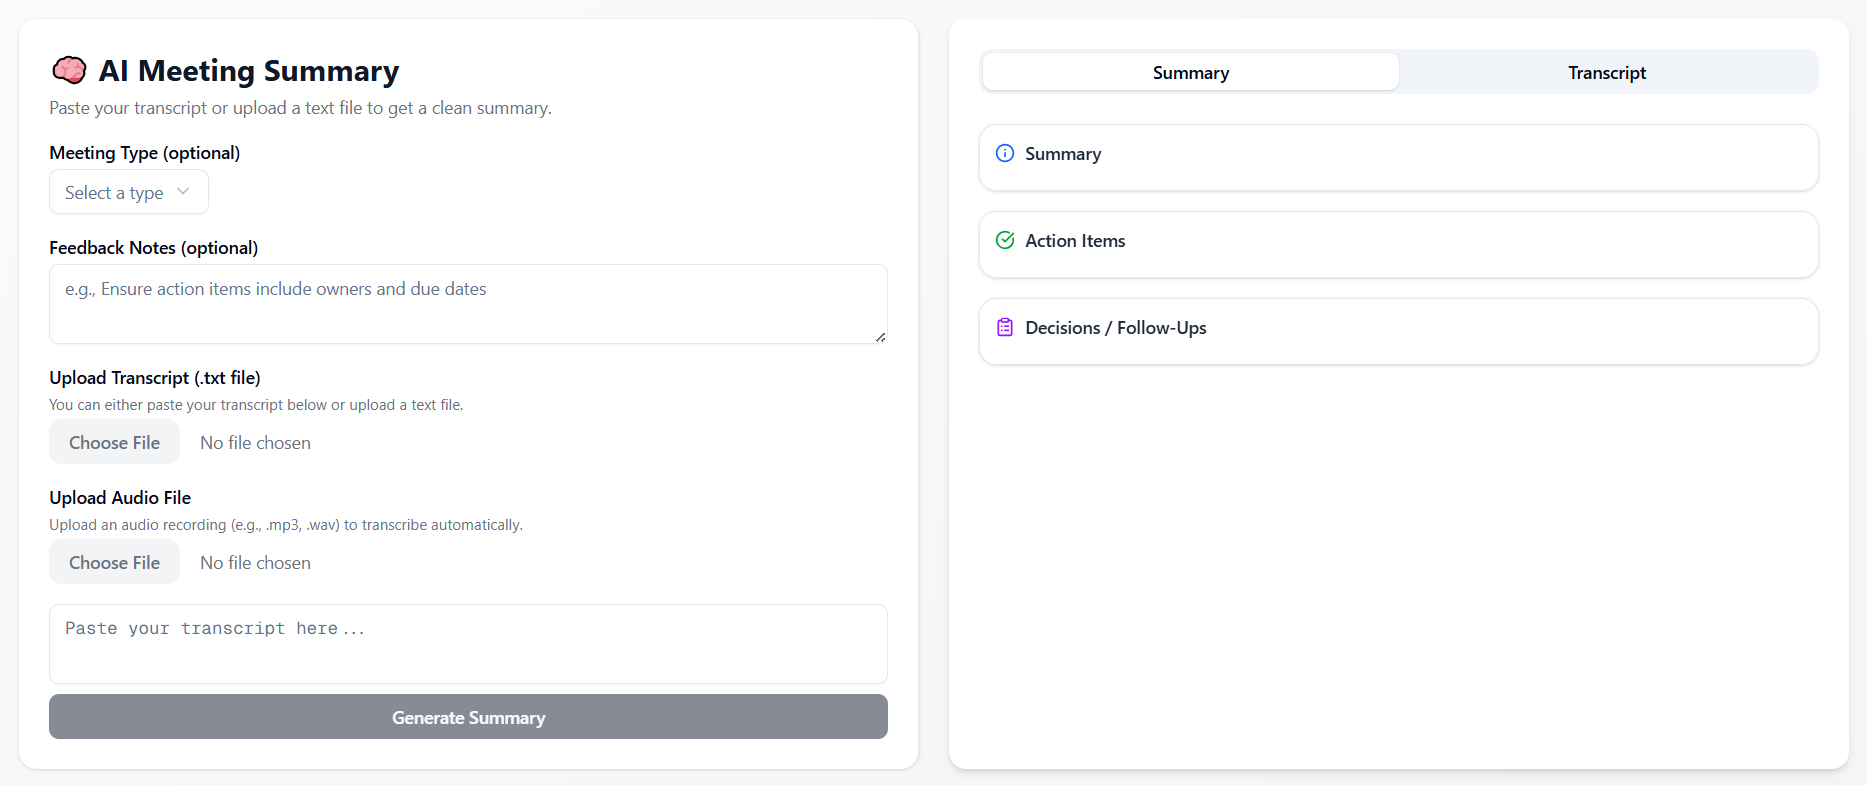 AI Meeting Summary
Paste your transcript or upload a text file to get a clean summary.
Meeting Type (optional)
Select a type
Feedback Notes (optional)
e.g., Ensure action items include owners and due dates
Upload Transcript (.txt file)
You can either paste your transcript below or upload a text file.
Choose File No file chosen
Upload Audio File
Upload an audio recording (e.g., .mp3, .wav) to transcribe automatically.
Choose File No file chosen
Paste your transcript here...
Generate Summary
Summary Transcript
Summary
Action Items
Decisions / Follow-Ups